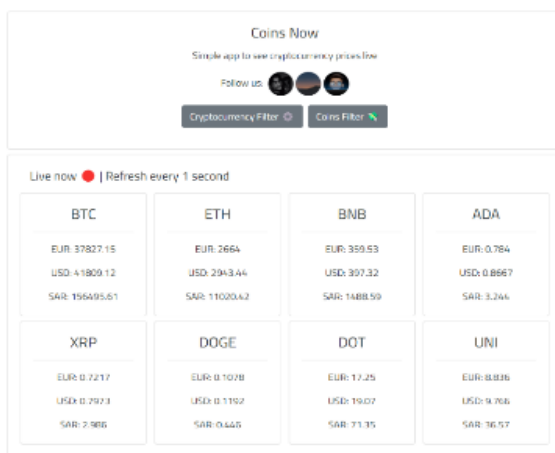 Coins Now
Simple app to see cryptocurrency prices live
Follow us:
Cryptocurrency Filter Coins Filter
Live now | Refresh every 1 second
BTC ETH BNB ADA
EUR: 37827.15 EUR: 2664 EUR: 359.53 EUR: 0.784
USD: 41809.12 USD: 2943.44 USD: 397.32 USD: 0.8667
SAR: 156495.61 SAR: 11020.42 SAR: 1488.59 SAR: 3.244
XRP DOGE DOT UNI
EUR: 0.7217 EUR: 0.1078 EUR: 17.25 EUR: 8.836
USD: 0.7973 USD: 0.1192 USD: 19.07 USD: 9.766
SAR: 2.986 SAR: 0.446 SAR: 71.35 SAR: 36.57